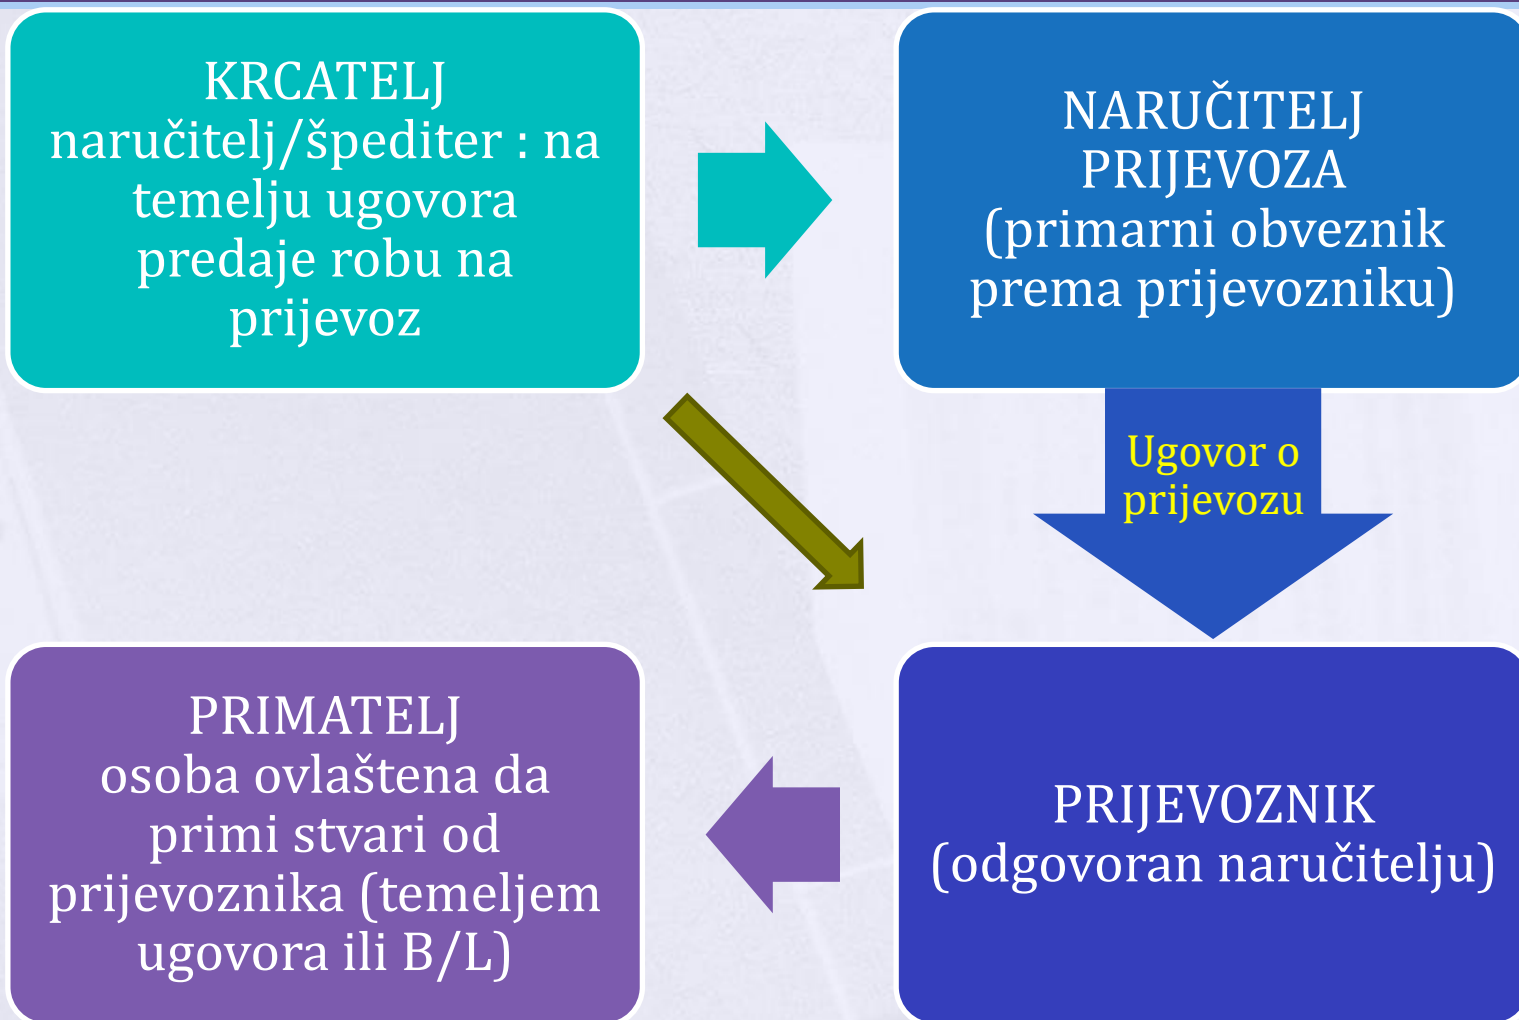 KRCATELJ
naručitelj/špediter : na
temelju ugovora
predaje robu na
prijevoz
NARUČITELJ
PRIJEVOZA
(primarni obveznik
prema prijevozniku)
Ugovor o
prijevozu
PRIJEVOZNIK
(odgovoran naručitelju)
PRIMATELJ
osoba ovlaštena da
primi stvari od
prijevoznika (temeljem
ugovora ili B/L)